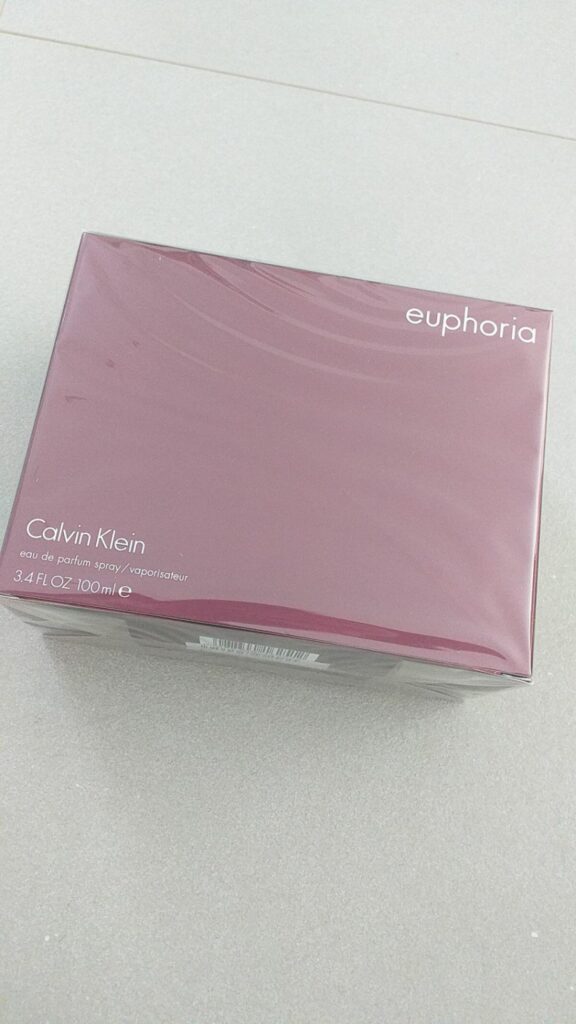 euphoria
Calvin Klein
eau de parfum spray/vaporisateur
3.4 FL OZ 100 ml ℮